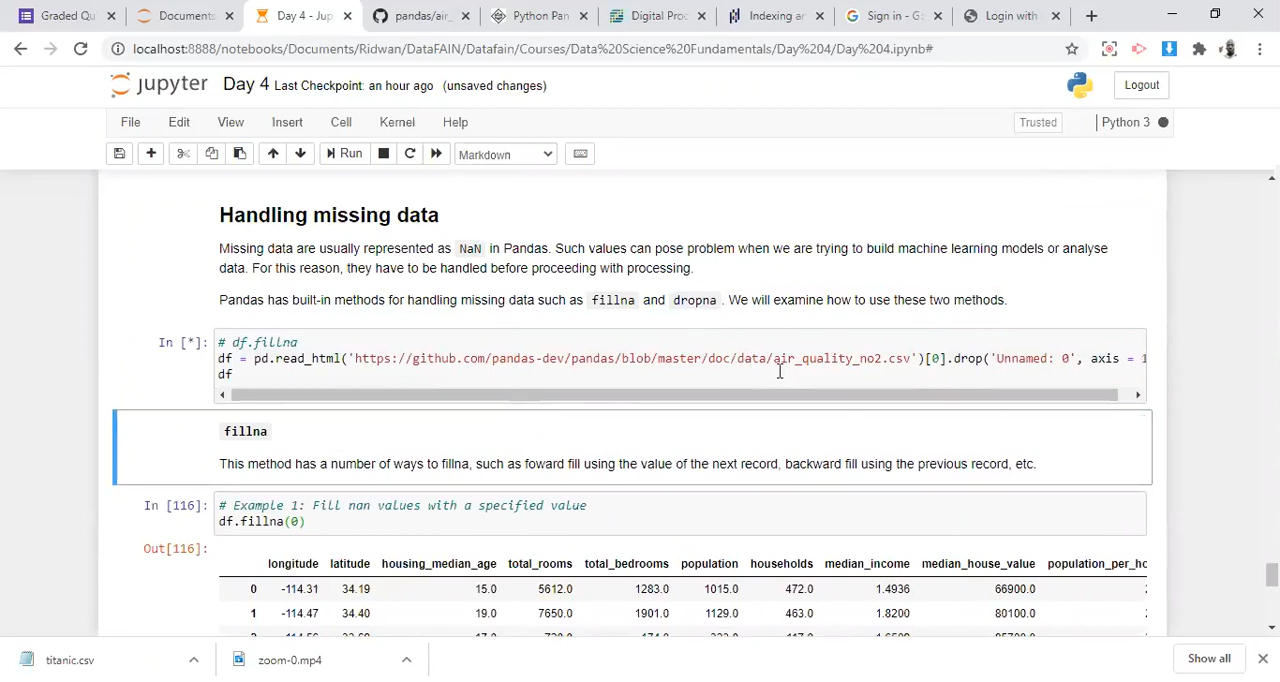 Graded Qu
Documents
Day 4 - Jup
pandas/air_
Python Pan
Digital Proc
Indexing ar
Sign in - G
Login with
localhost:8888/notebooks/Documents/Ridwan/DataFAIN/Datafain/Courses/Data%20Science%20Fundamentals/Day%204/Day%204.ipynb#
jupyter Day 4 Last Checkpoint: an hour ago (unsaved changes)
Logout
File Edit View Insert Cell Kernel Help
Trusted
Python 3
Run
Markdown
Handling missing data
Missing data are usually represented as NaN in Pandas. Such values can pose problem when we are trying to build machine learning models or analyse
data. For this reason, they have to be handled before proceeding with processing.
Pandas has built-in methods for handling missing data such as fillna and dropna . We will examine how to use these two methods.
In [*]: # df.fillna
df = pd.read_html('https://github.com/pandas-dev/pandas/blob/master/doc/data/air_quality_no2.csv')[0].drop('Unnamed: 0', axis = 1
df
fillna
This method has a number of ways to fillna, such as foward fill using the value of the next record, backward fill using the previous record, etc.
In [116]: # Example 1: Fill nan values with a specified value
df.fillna(0)
Out[116]:
longitude latitude housing_median_age total_rooms total_bedrooms population households median_income median_house_value population_per_ho
0 -114.31 34.19 15.0 5612.0 1283.0 1015.0 472.0 1.4936 66900.0
1 -114.47 34.40 19.0 7650.0 1901.0 1129.0 463.0 1.8200 80100.0
titanic.csv
zoom-0.mp4
Show all